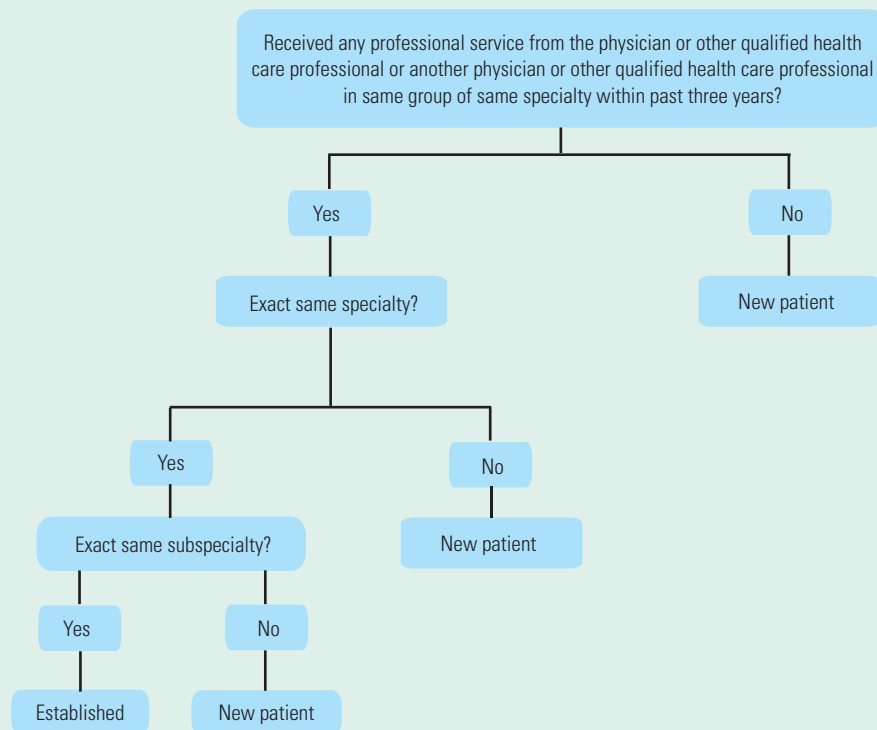 Received any professional service from the physician or other qualified health
care professional or another physician or other qualified health care professional
in same group of same specialty within past three years?
Yes
No
Exact same specialty?
New patient
Yes
No
Exact same subspecialty?
New patient
Yes
No
Established
New patient